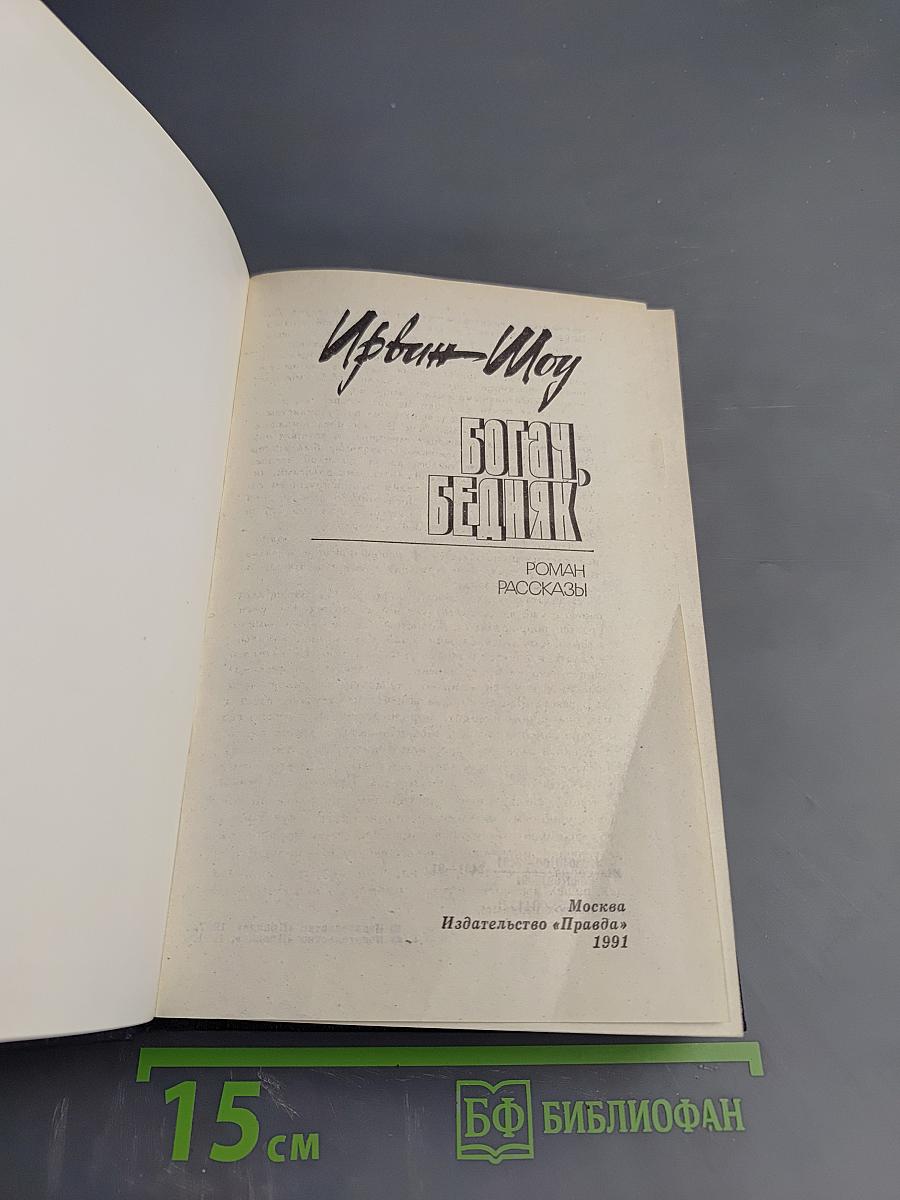 Ирвин Шоу
БОГАЧ,
БЕДНЯК
РОМАН
РАССКАЗЫ
Москва
Издательство «Правда»
1991
15 см
БФ БИБЛИОФАН